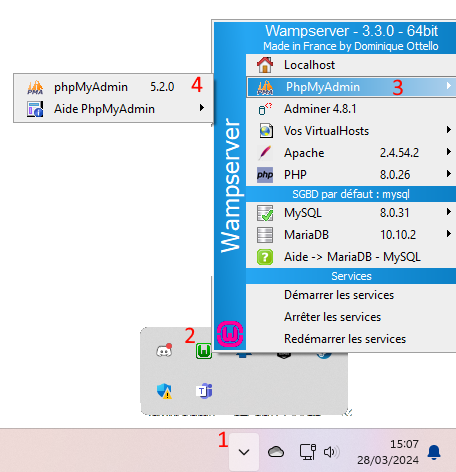 Wampserver - 3.3.0 - 64bit
Made in France by Dominique Ottello
Localhost
PhpMyAdmin 3
phpMyAdmin 5.2.0 4
Aide PhpMyAdmin
Adminer 4.8.1
Vos VirtualHosts
Apache 2.4.54.2
php PHP 8.0.26
SGBD par défaut : mysql
MySQL 8.0.31
MariaDB 10.10.2
Aide -> MariaDB - MySQL
Services
Démarrer les services
Arrêter les services
Redémarrer les services
Wampserver
2
1
15:07
28/03/2024